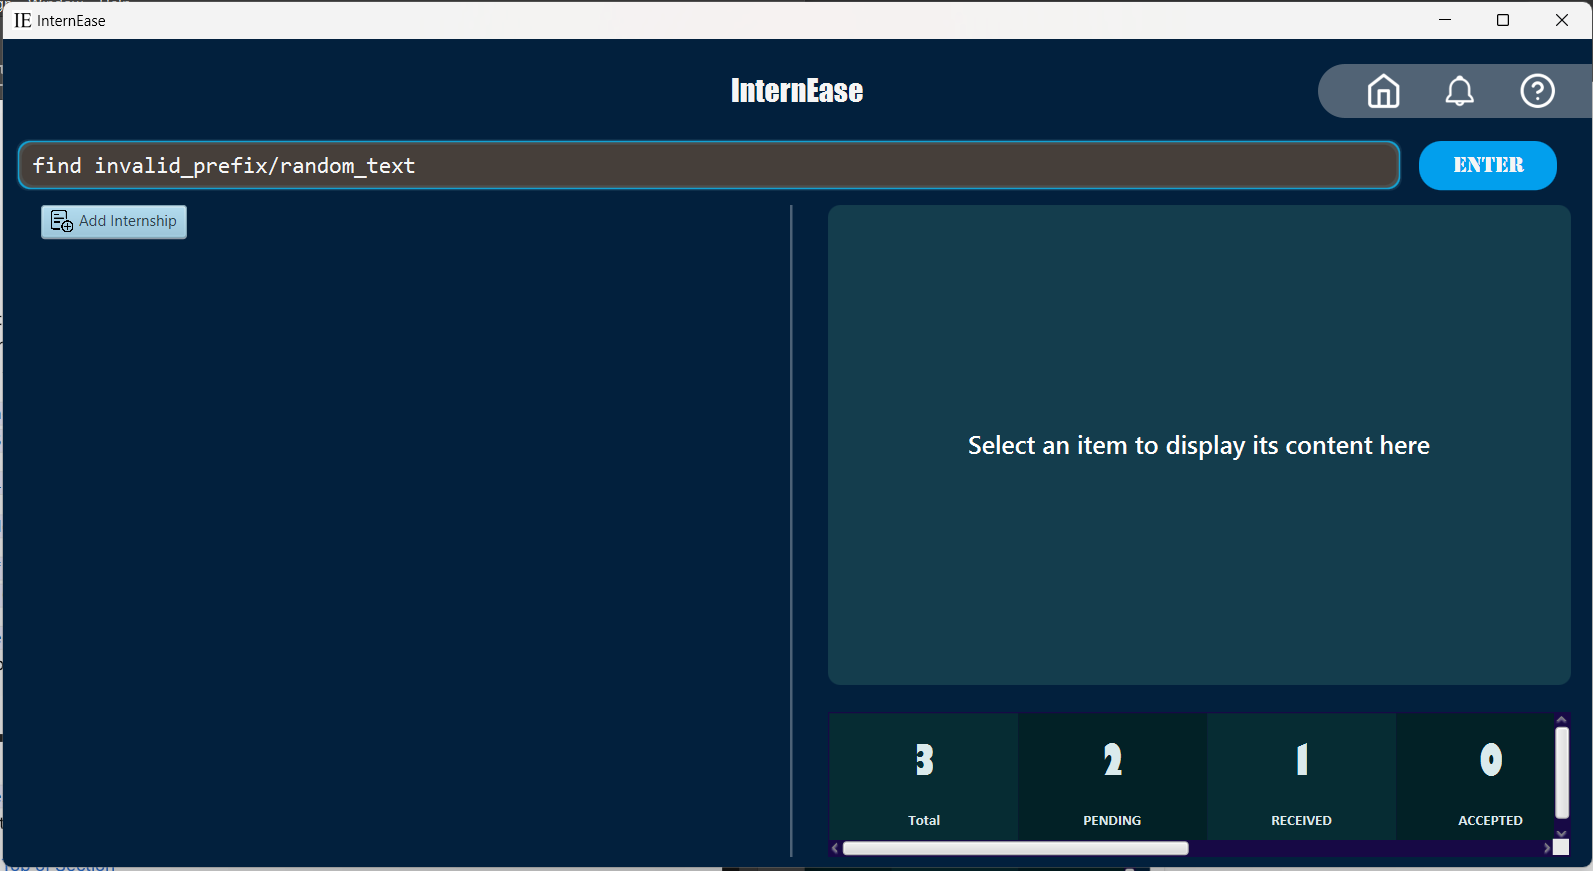 IE InternEase
InternEase
find invalid_prefix/random_text
ENTER
Add Internship
Select an item to display its content here
3
2
1
0
Total
PENDING
RECEIVED
ACCEPTED